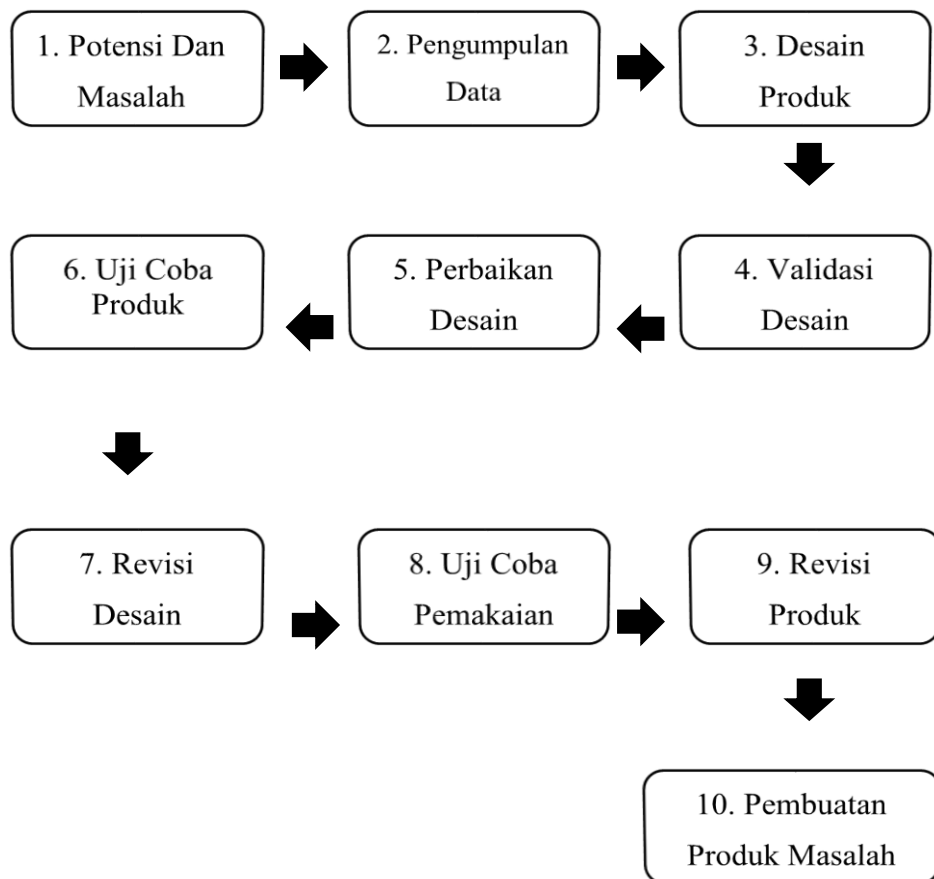 1. Potensi Dan
Masalah
2. Pengumpulan
Data
3. Desain
Produk
4. Validasi
Desain
5. Perbaikan
Desain
6. Uji Coba
Produk
7. Revisi
Desain
8. Uji Coba
Pemakaian
9. Revisi
Produk
10. Pembuatan
Produk Masalah